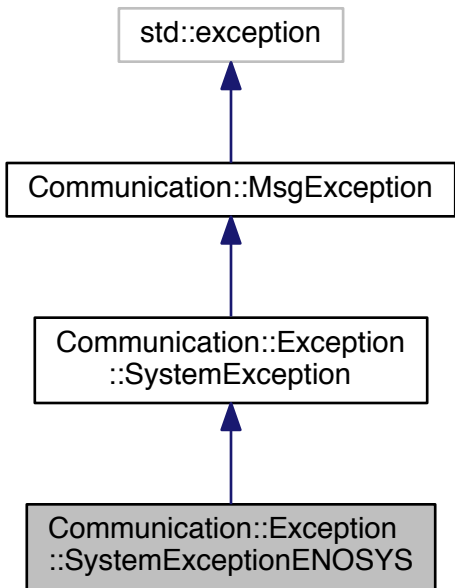 std::exception
Communication::MsgException
Communication::Exception
::SystemException
Communication::Exception
::SystemExceptionENOSYS